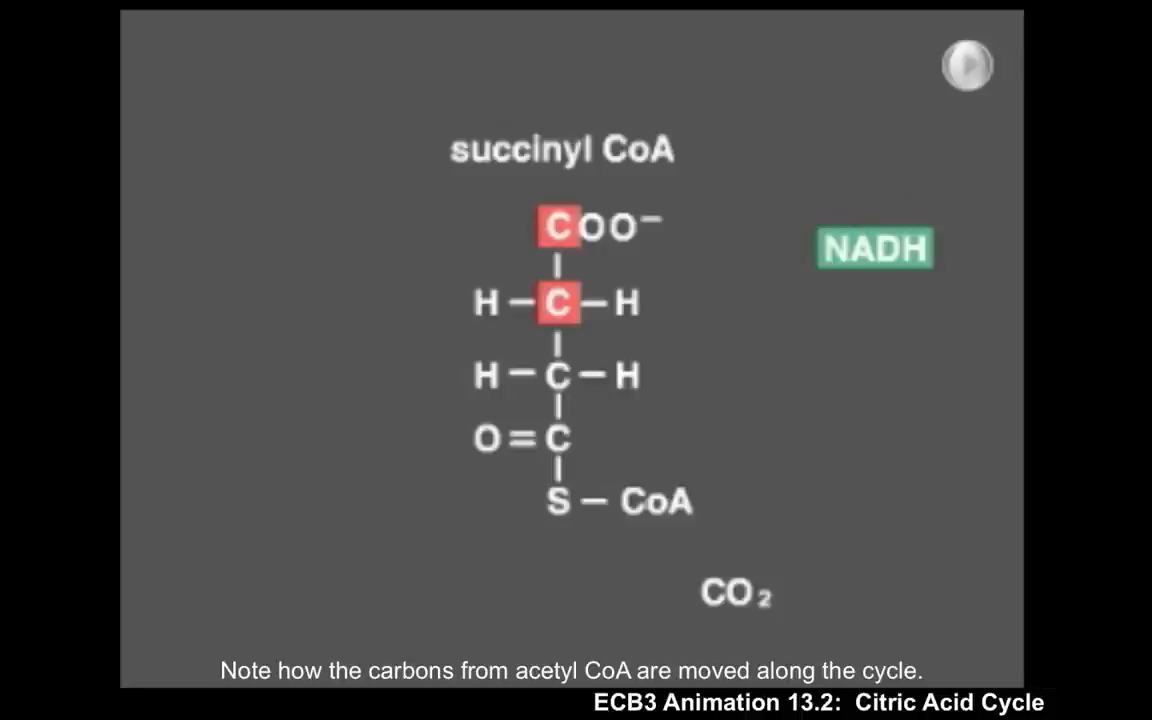 succinyl CoA
COO−
NADH
H−C−H
H−C−H
O=C
S−CoA
CO₂
Note how the carbons from acetyl CoA are moved along the cycle.
ECB3 Animation 13.2: Citric Acid Cycle